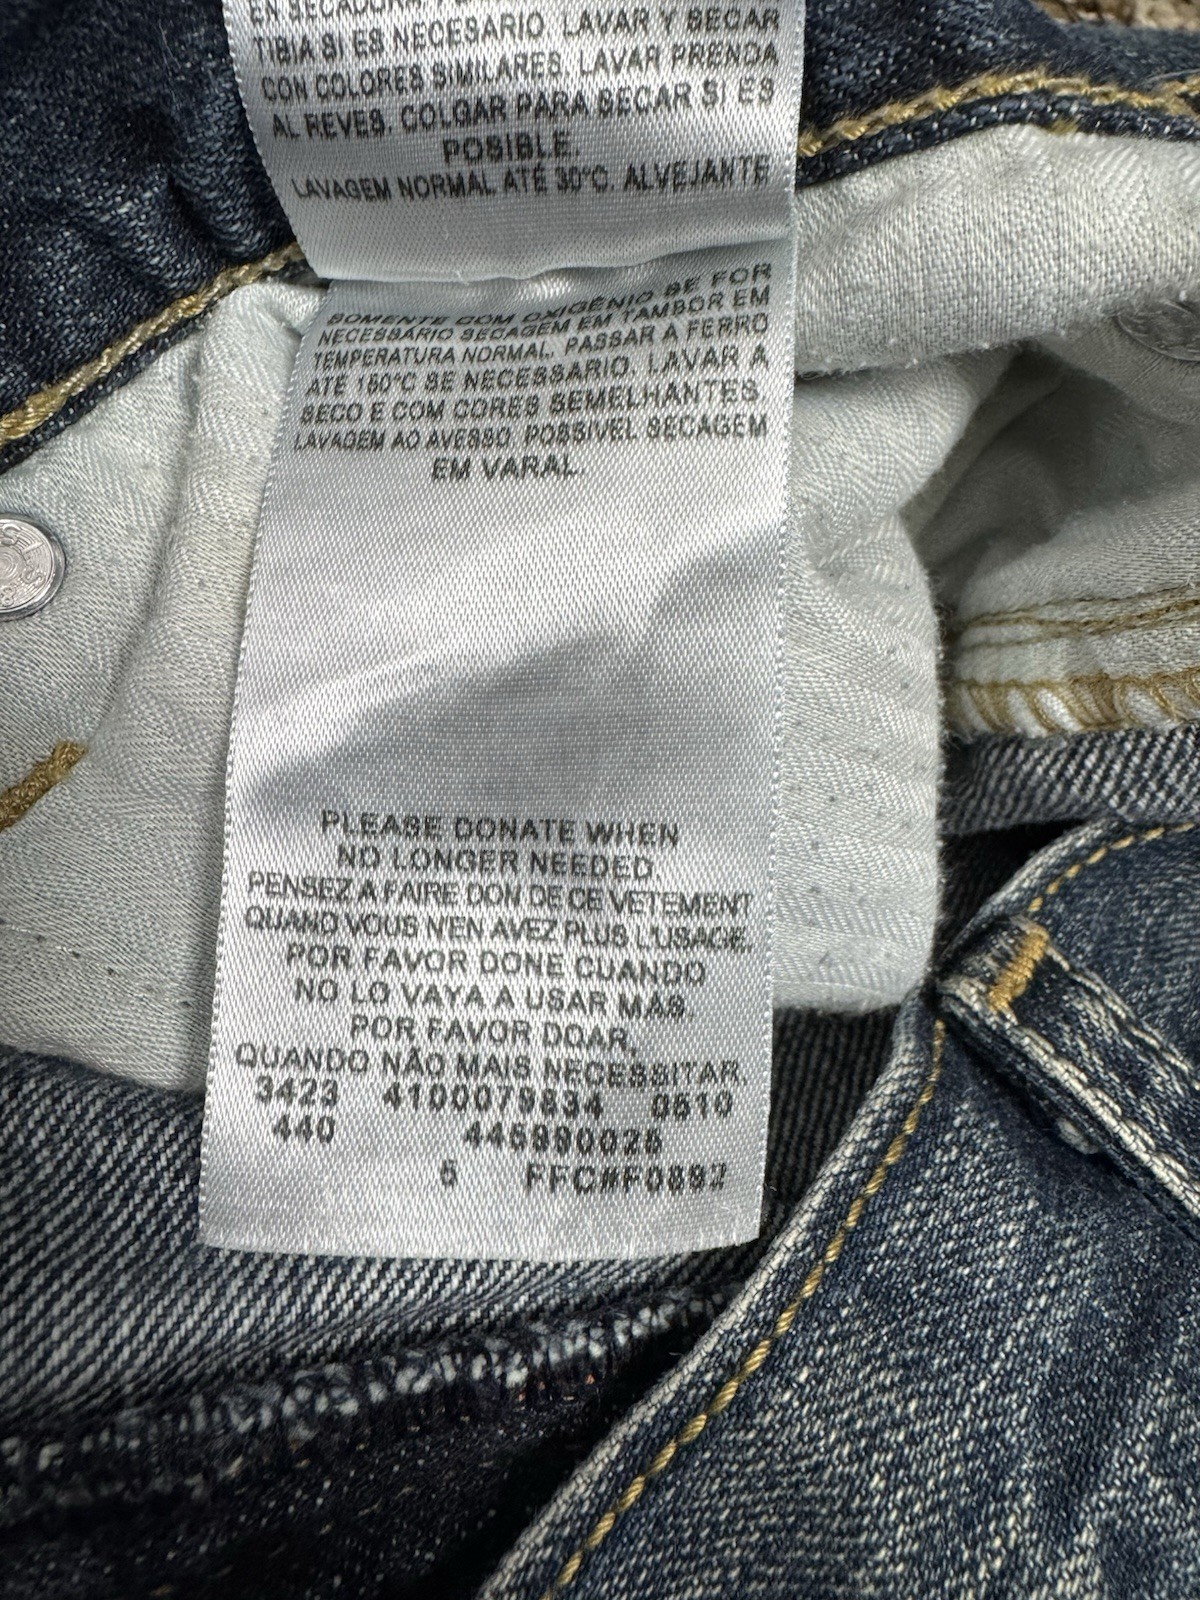 EN SECADORA
TIBIA SI ES NECESARIO. LAVAR Y SECAR
CON COLORES SIMILARES. LAVAR PRENDA
AL REVES. COLGAR PARA SECAR SI ES
POSIBLE.
LAVAGEM NORMAL ATÉ 30°C. ALVEJANTE
SOMENTE COM OXIGÊNIO SE FOR
NECESSÁRIO SECAGEM EM TAMBOR EM
TEMPERATURA NORMAL. PASSAR A FERRO
ATÉ 150°C SE NECESSÁRIO. LAVAR A
SECO E COM CORES SEMELHANTES
LAVAGEM AO AVESSO. POSSIVEL SECAGEM
EM VARAL.
PLEASE DONATE WHEN
NO LONGER NEEDED.
PENSEZ A FAIRE DON DE CE VETEMENT
QUAND VOUS N'EN AVEZ PLUS L'USAGE.
POR FAVOR DONE CUANDO
NO LO VAYA A USAR MÁS.
POR FAVOR DOAR,
QUANDO NÃO MAIS NECESSITAR.
3423 4100079834 0510
440 445990025
5 FFC#F0892